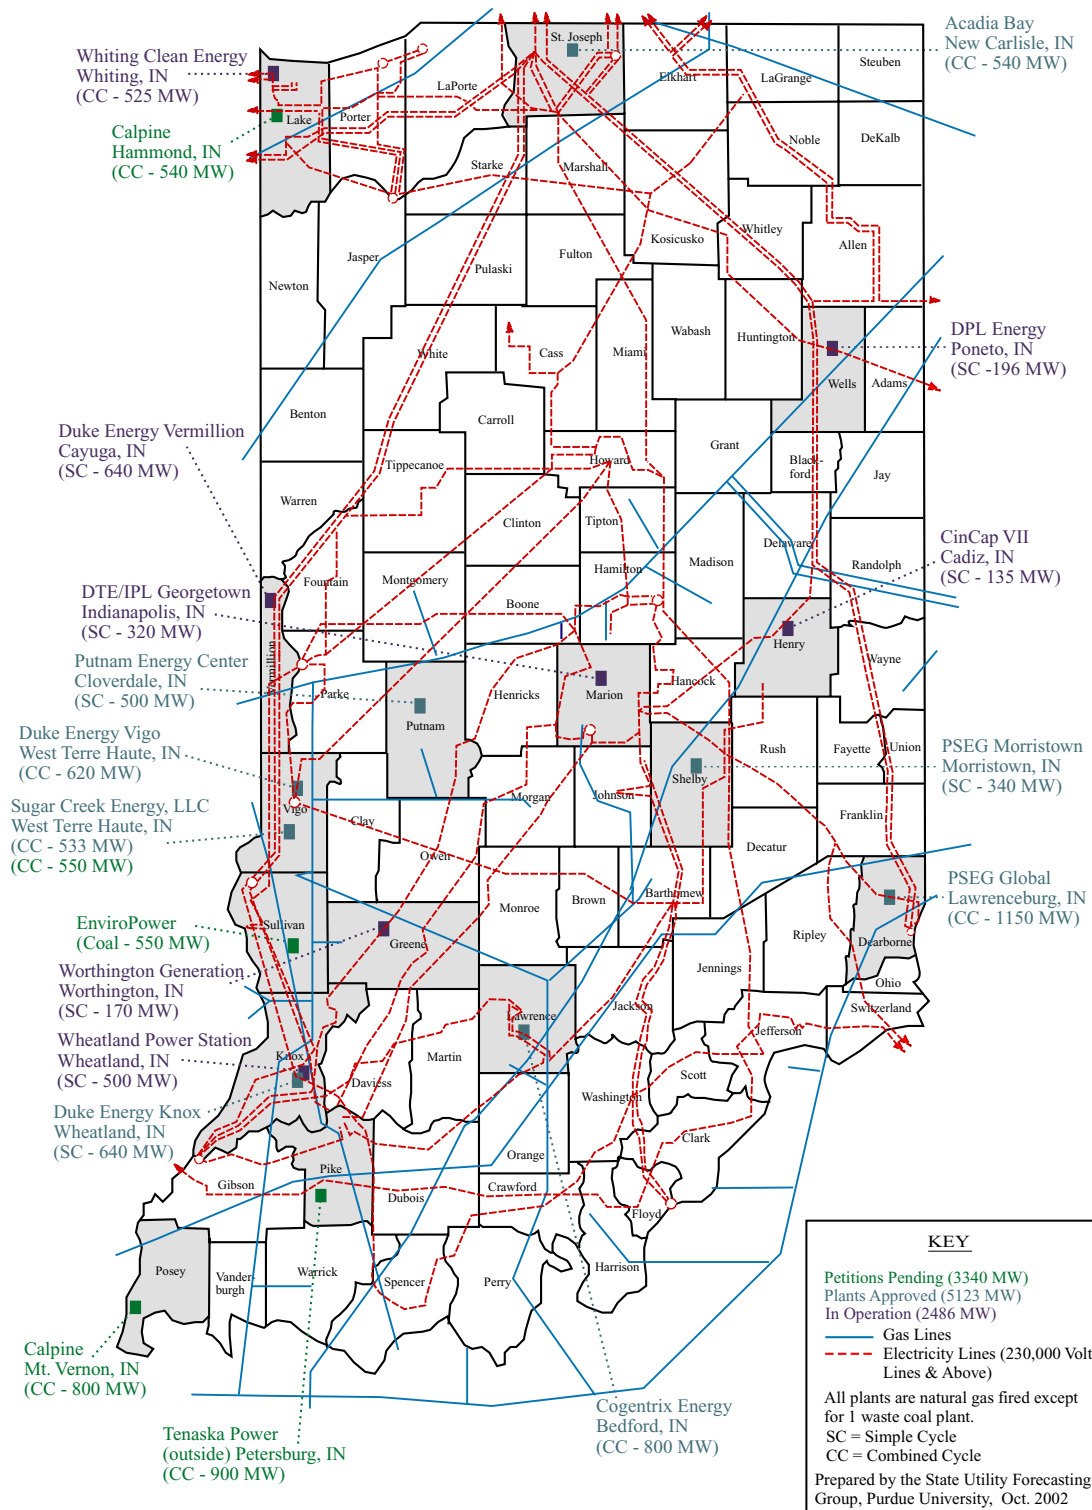 Whiting Clean Energy
Whiting, IN
(CC - 525 MW)
Calpine
Hammond, IN
(CC - 540 MW)
Acadia Bay
New Carlisle, IN
(CC - 540 MW)
DPL Energy
Poneto, IN
(SC -196 MW)
Duke Energy Vermillion
Cayuga, IN
(SC - 640 MW)
CinCap VII
Cadiz, IN
(SC - 135 MW)
DTE/IPL Georgetown
Indianapolis, IN
(SC - 320 MW)
Putnam Energy Center
Cloverdale, IN
(SC - 500 MW)
Duke Energy Vigo
West Terre Haute, IN
(CC - 620 MW)
PSEG Morristown
Morristown, IN
(SC - 340 MW)
Sugar Creek Energy, LLC
West Terre Haute, IN
(CC - 533 MW)
(CC - 550 MW)
PSEG Global
Lawrenceburg, IN
(CC - 1150 MW)
EnviroPower
(Coal - 550 MW)
Worthington Generation
Worthington, IN
(SC - 170 MW)
Wheatland Power Station
Wheatland, IN
(SC - 500 MW)
Duke Energy Knox
Wheatland, IN
(SC - 640 MW)
Calpine
Mt. Vernon, IN
(CC - 800 MW)
Tenaska Power
(outside) Petersburg, IN
(CC - 900 MW)
Cogentrix Energy
Bedford, IN
(CC - 800 MW)
St. Joseph
Elkhart
LaGrange
Steuben
LaPorte
Porter
Lake
Noble
DeKalb
Starke
Marshall
Kosicusko
Whitley
Allen
Jasper
Newton
Pulaski
Fulton
White
Cass
Miami
Wabash
Huntington
Wells
Adams
Benton
Carroll
Grant
Black-
ford
Jay
Tippecanoe
Howard
Warren
Clinton
Tipton
Delaware
Randolph
Madison
Hamilton
Fountain
Montgomery
Boone
Henry
Wayne
Vermillion
Parke
Putnam
Henricks
Marion
Hancock
Rush
Fayette
Union
Shelby
Vigo
Clay
Morgan
Johnson
Franklin
Owen
Decatur
Barthomew
Brown
Monroe
Sullivan
Greene
Ripley
Dearborne
Jennings
Ohio
Switzerland
Jackson
Lawrence
Jefferson
Knox
Daviess
Martin
Scott
Washington
Clark
Orange
Pike
Gibson
Dubois
Crawford
Floyd
Harrison
Posey
Vander-
burgh
Warrick
Spencer
Perry
KEY
Petitions Pending (3340 MW)
Plants Approved (5123 MW)
In Operation (2486 MW)
Gas Lines
Electricity Lines (230,000 Volt
Lines & Above)
All plants are natural gas fired except
for 1 waste coal plant.
SC = Simple Cycle
CC = Combined Cycle
Prepared by the State Utility Forecasting
Group, Purdue University, Oct. 2002